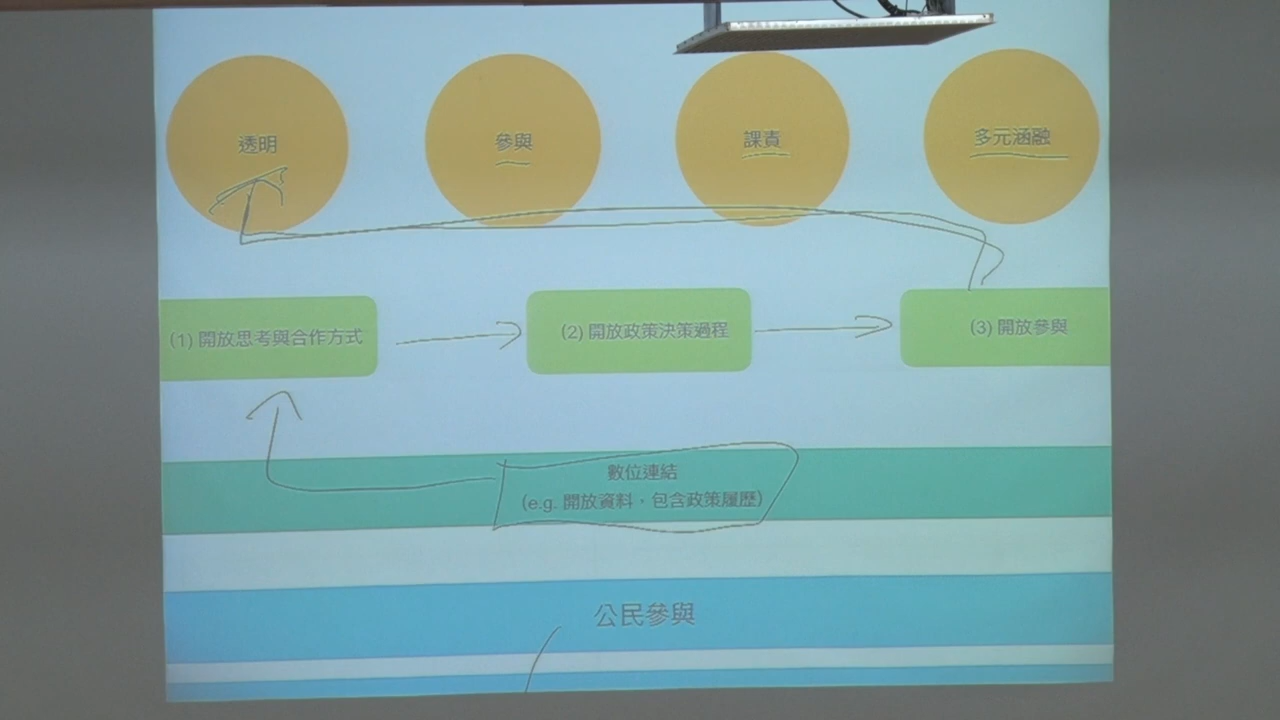 透明
參與
課責
多元涵融
(1) 開放思考與合作方式
(2) 開放政策決策過程
(3) 開放參與
數位連結
(e.g. 開放資料，包含政策履歷)
公民參與